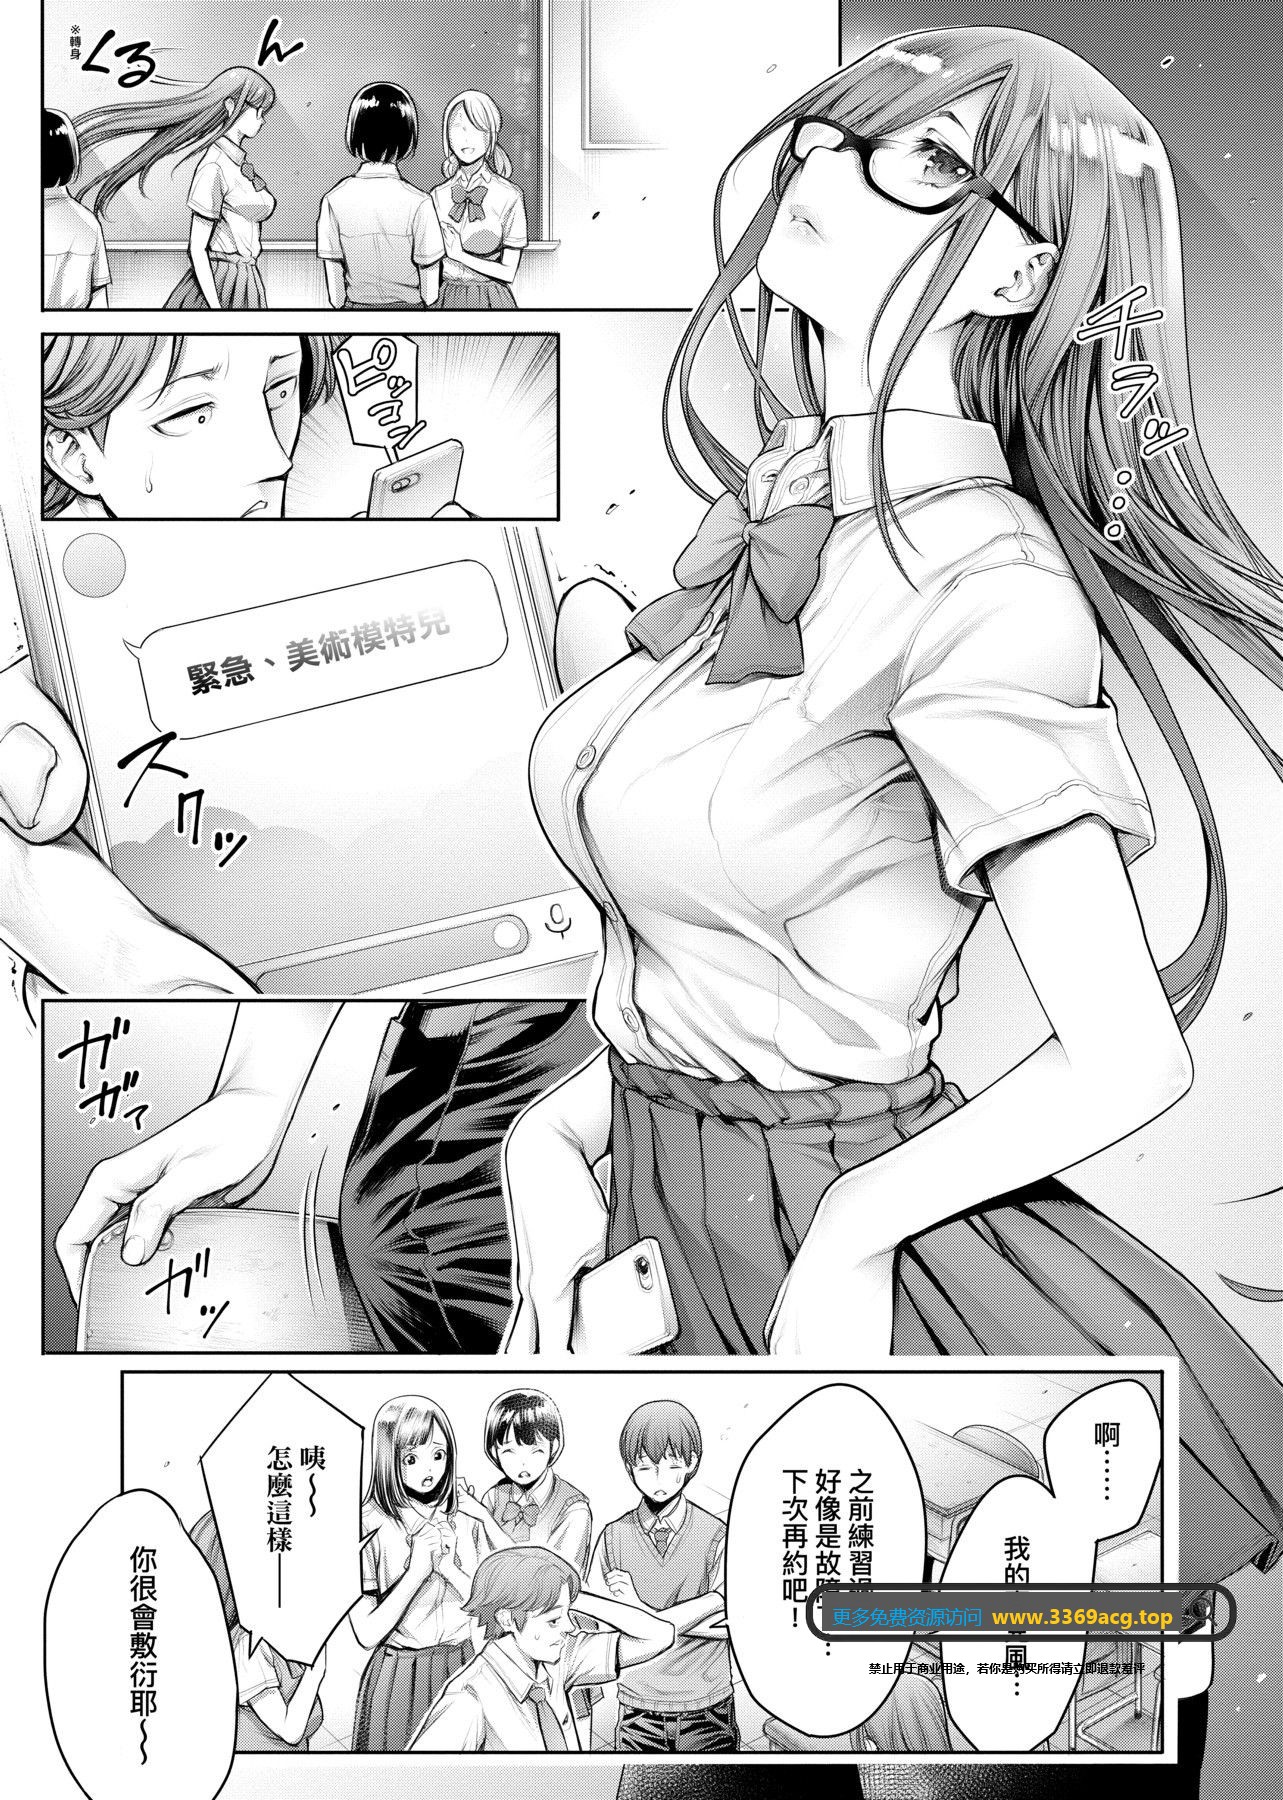 くるん
※轉身
チラッ…
ピッコン
緊急、美術模特兒
スクッ
ガガガァ
ガッ
啊……
我的
風…
之前練習過
好像是故障……
下次再約吧！
咦～
怎麼這樣——
你很會敷衍耶～
更多免费资源访问 www.3369acg.top
禁止用于商业用途，若你是购买所得请立即退款差评